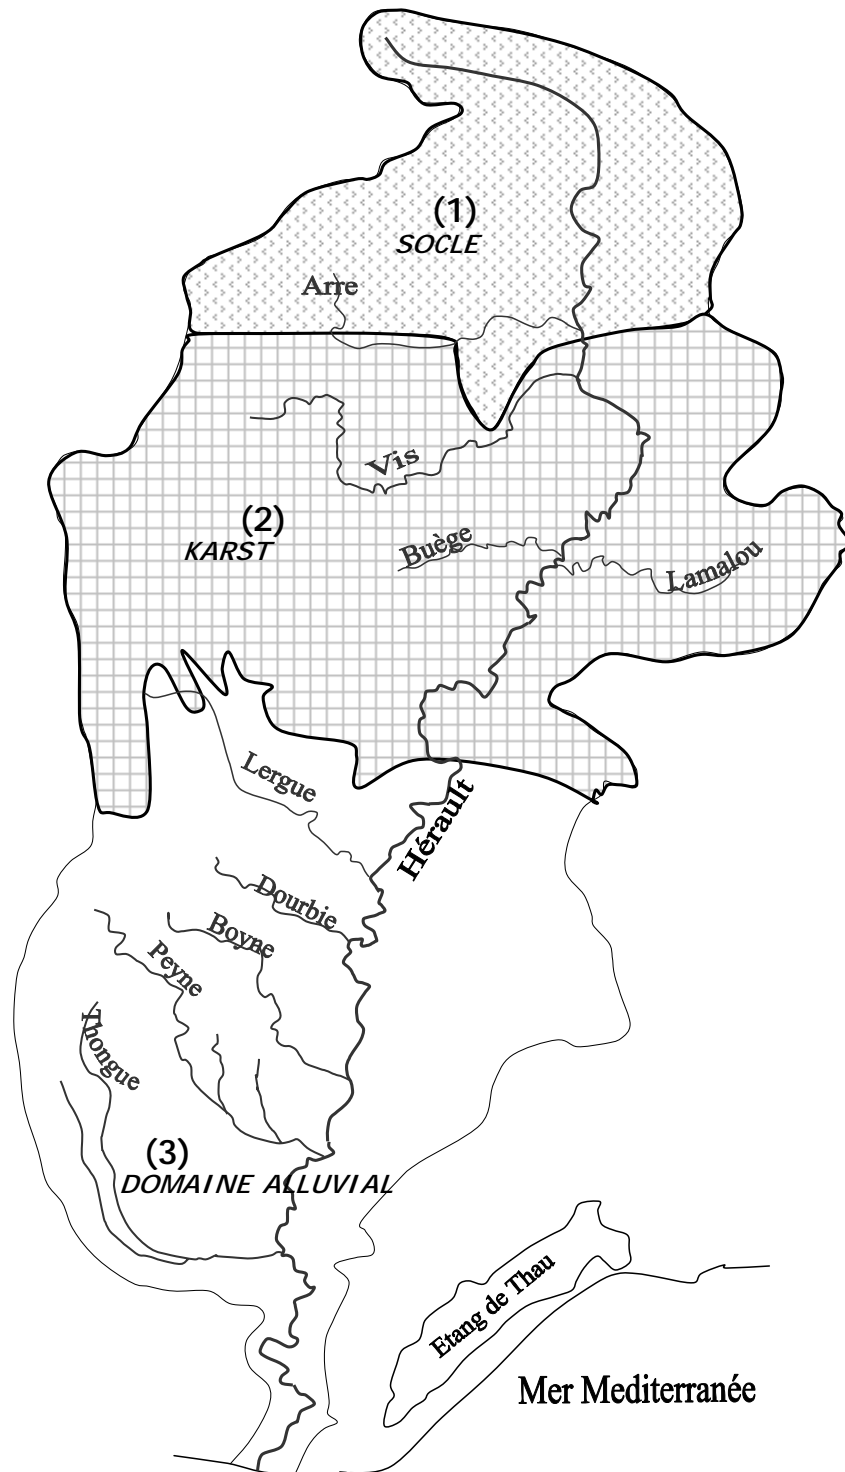 (1)
SOCLE
Arre
Vis
(2)
KARST
Buège
Lamalou
Lergue
Hérault
Dourbie
Boyne
Peyne
Thongue
(3)
DOMAINE ALLUVIAL
Etang de Thau
Mer Mediterranée